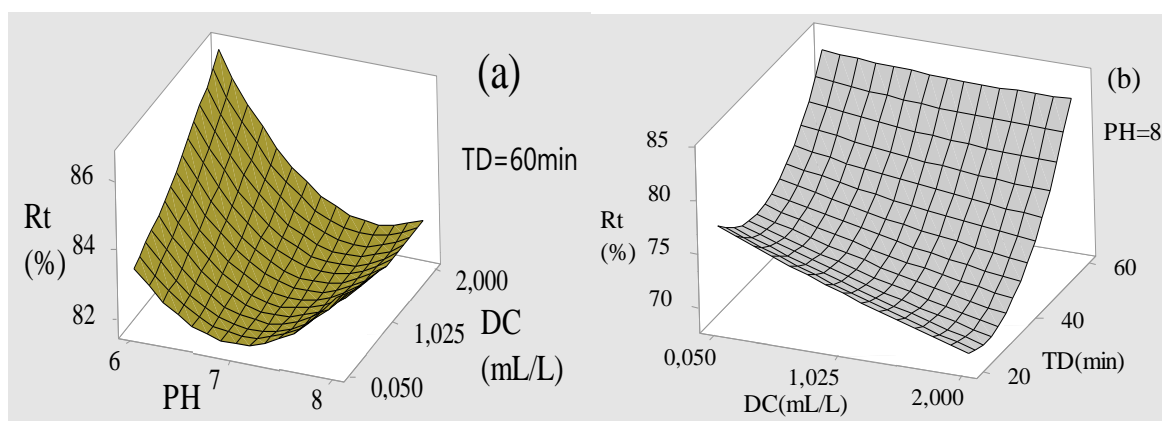 (a)
TD=60min
86
84
82
Rt
(%)
6
7
8
PH
2,000
1,025
0,050
DC
(mL/L)
(b)
PH=8
85
80
75
70
Rt
(%)
0,050
1,025
2,000
DC(mL/L)
60
40
20
TD(min)